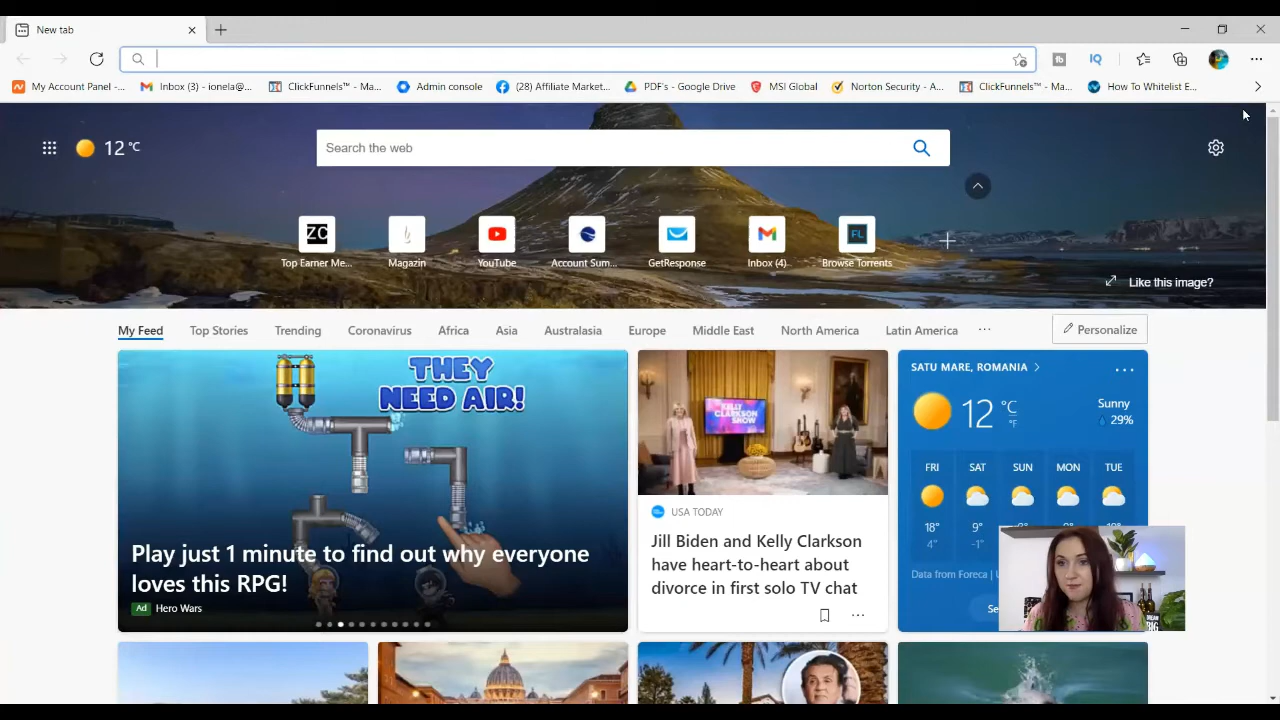 New tab
My Account Panel -...
Inbox (3) - ionela@...
ClickFunnels™ - Ma...
Admin console
(28) Affiliate Market...
PDF's - Google Drive
MSI Global
Norton Security - A...
ClickFunnels™ - Ma...
How To Whitelist E...
12 °C
Search the web
ZC
FL
Top Earner Me...
Magazin
YouTube
Account Sum...
GetResponse
Inbox (4)
Browse Torrents
Like this image?
My Feed
Top Stories
Trending
Coronavirus
Africa
Asia
Australasia
Europe
Middle East
North America
Latin America
Personalize
THEY
NEED AIR!
Play just 1 minute to find out why everyone
loves this RPG!
Ad Hero Wars
KELLY
CLARKSON
SHOW
USA TODAY
Jill Biden and Kelly Clarkson
have heart-to-heart about
divorce in first solo TV chat
SATU MARE, ROMANIA
12 °C
°F
Sunny
29%
FRI SAT SUN MON TUE
18° 9°
4° -1°
Data from Foreca |